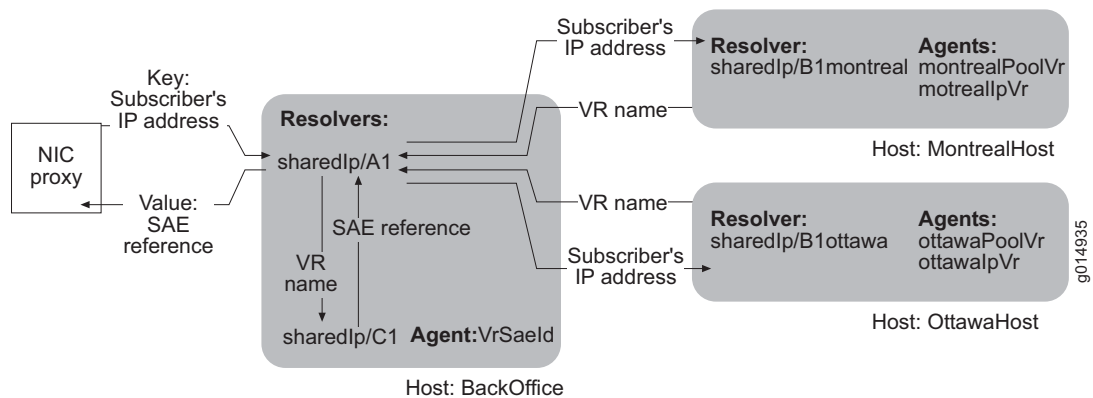 Key:
Subscriber's
IP address
NIC
proxy
Value:
SAE
reference
Resolvers:
sharedIp/A1
SAE reference
VR
name
sharedIp/C1 Agent:VrSaeId
Host: BackOffice
Subscriber's
IP address
VR name
Resolver: Agents:
sharedIp/B1montreal montrealPoolVr
motrealIpVr
Host: MontrealHost
VR name
Subscriber's
IP address
Resolver: Agents:
sharedIp/B1ottawa ottawaPoolVr
ottawaIpVr
Host: OttawaHost
g014935